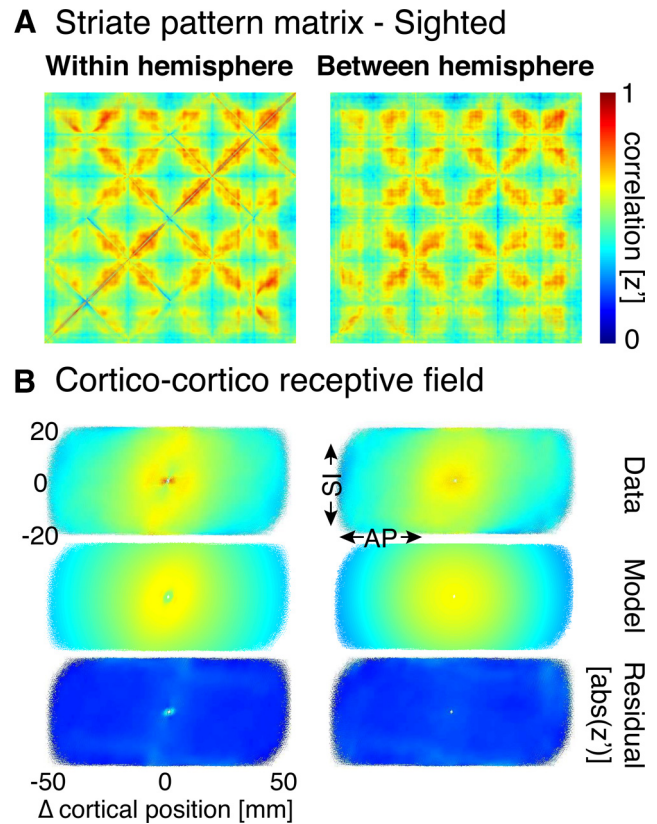 A Striate pattern matrix - Sighted
Within hemisphere
Between hemisphere
1
correlation [z']
0
B Cortico-cortico receptive field
20
0
-20
SI
AP
Data
Model
Residual
[abs(z')]
-50 0 50
Δ cortical position [mm]